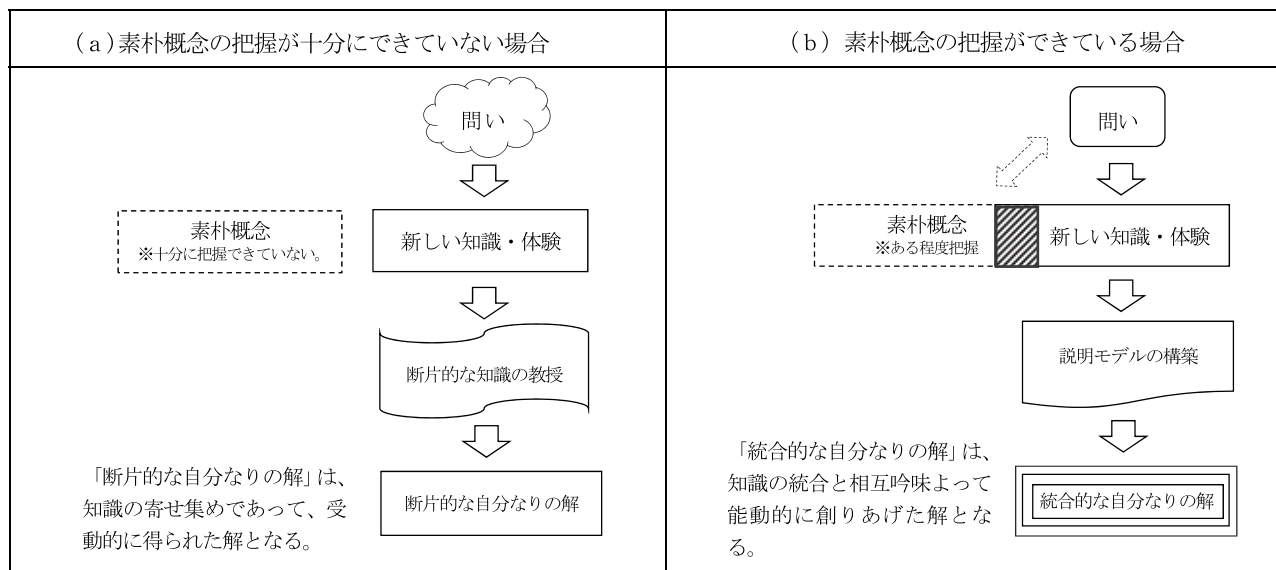 (a)素朴概念の把握が十分にできていない場合
問い
素朴概念
※十分に把握できていない。
新しい知識・体験
断片的な知識の教授
「断片的な自分なりの解」は、
知識の寄せ集めであって、受
動的に得られた解となる。
断片的な自分なりの解
(b) 素朴概念の把握ができている場合
問い
素朴概念
※ある程度把握
新しい知識・体験
説明モデルの構築
「統合的な自分なりの解」は、
知識の統合と相互吟味よって
能動的に創りあげた解とな
る。
統合的な自分なりの解